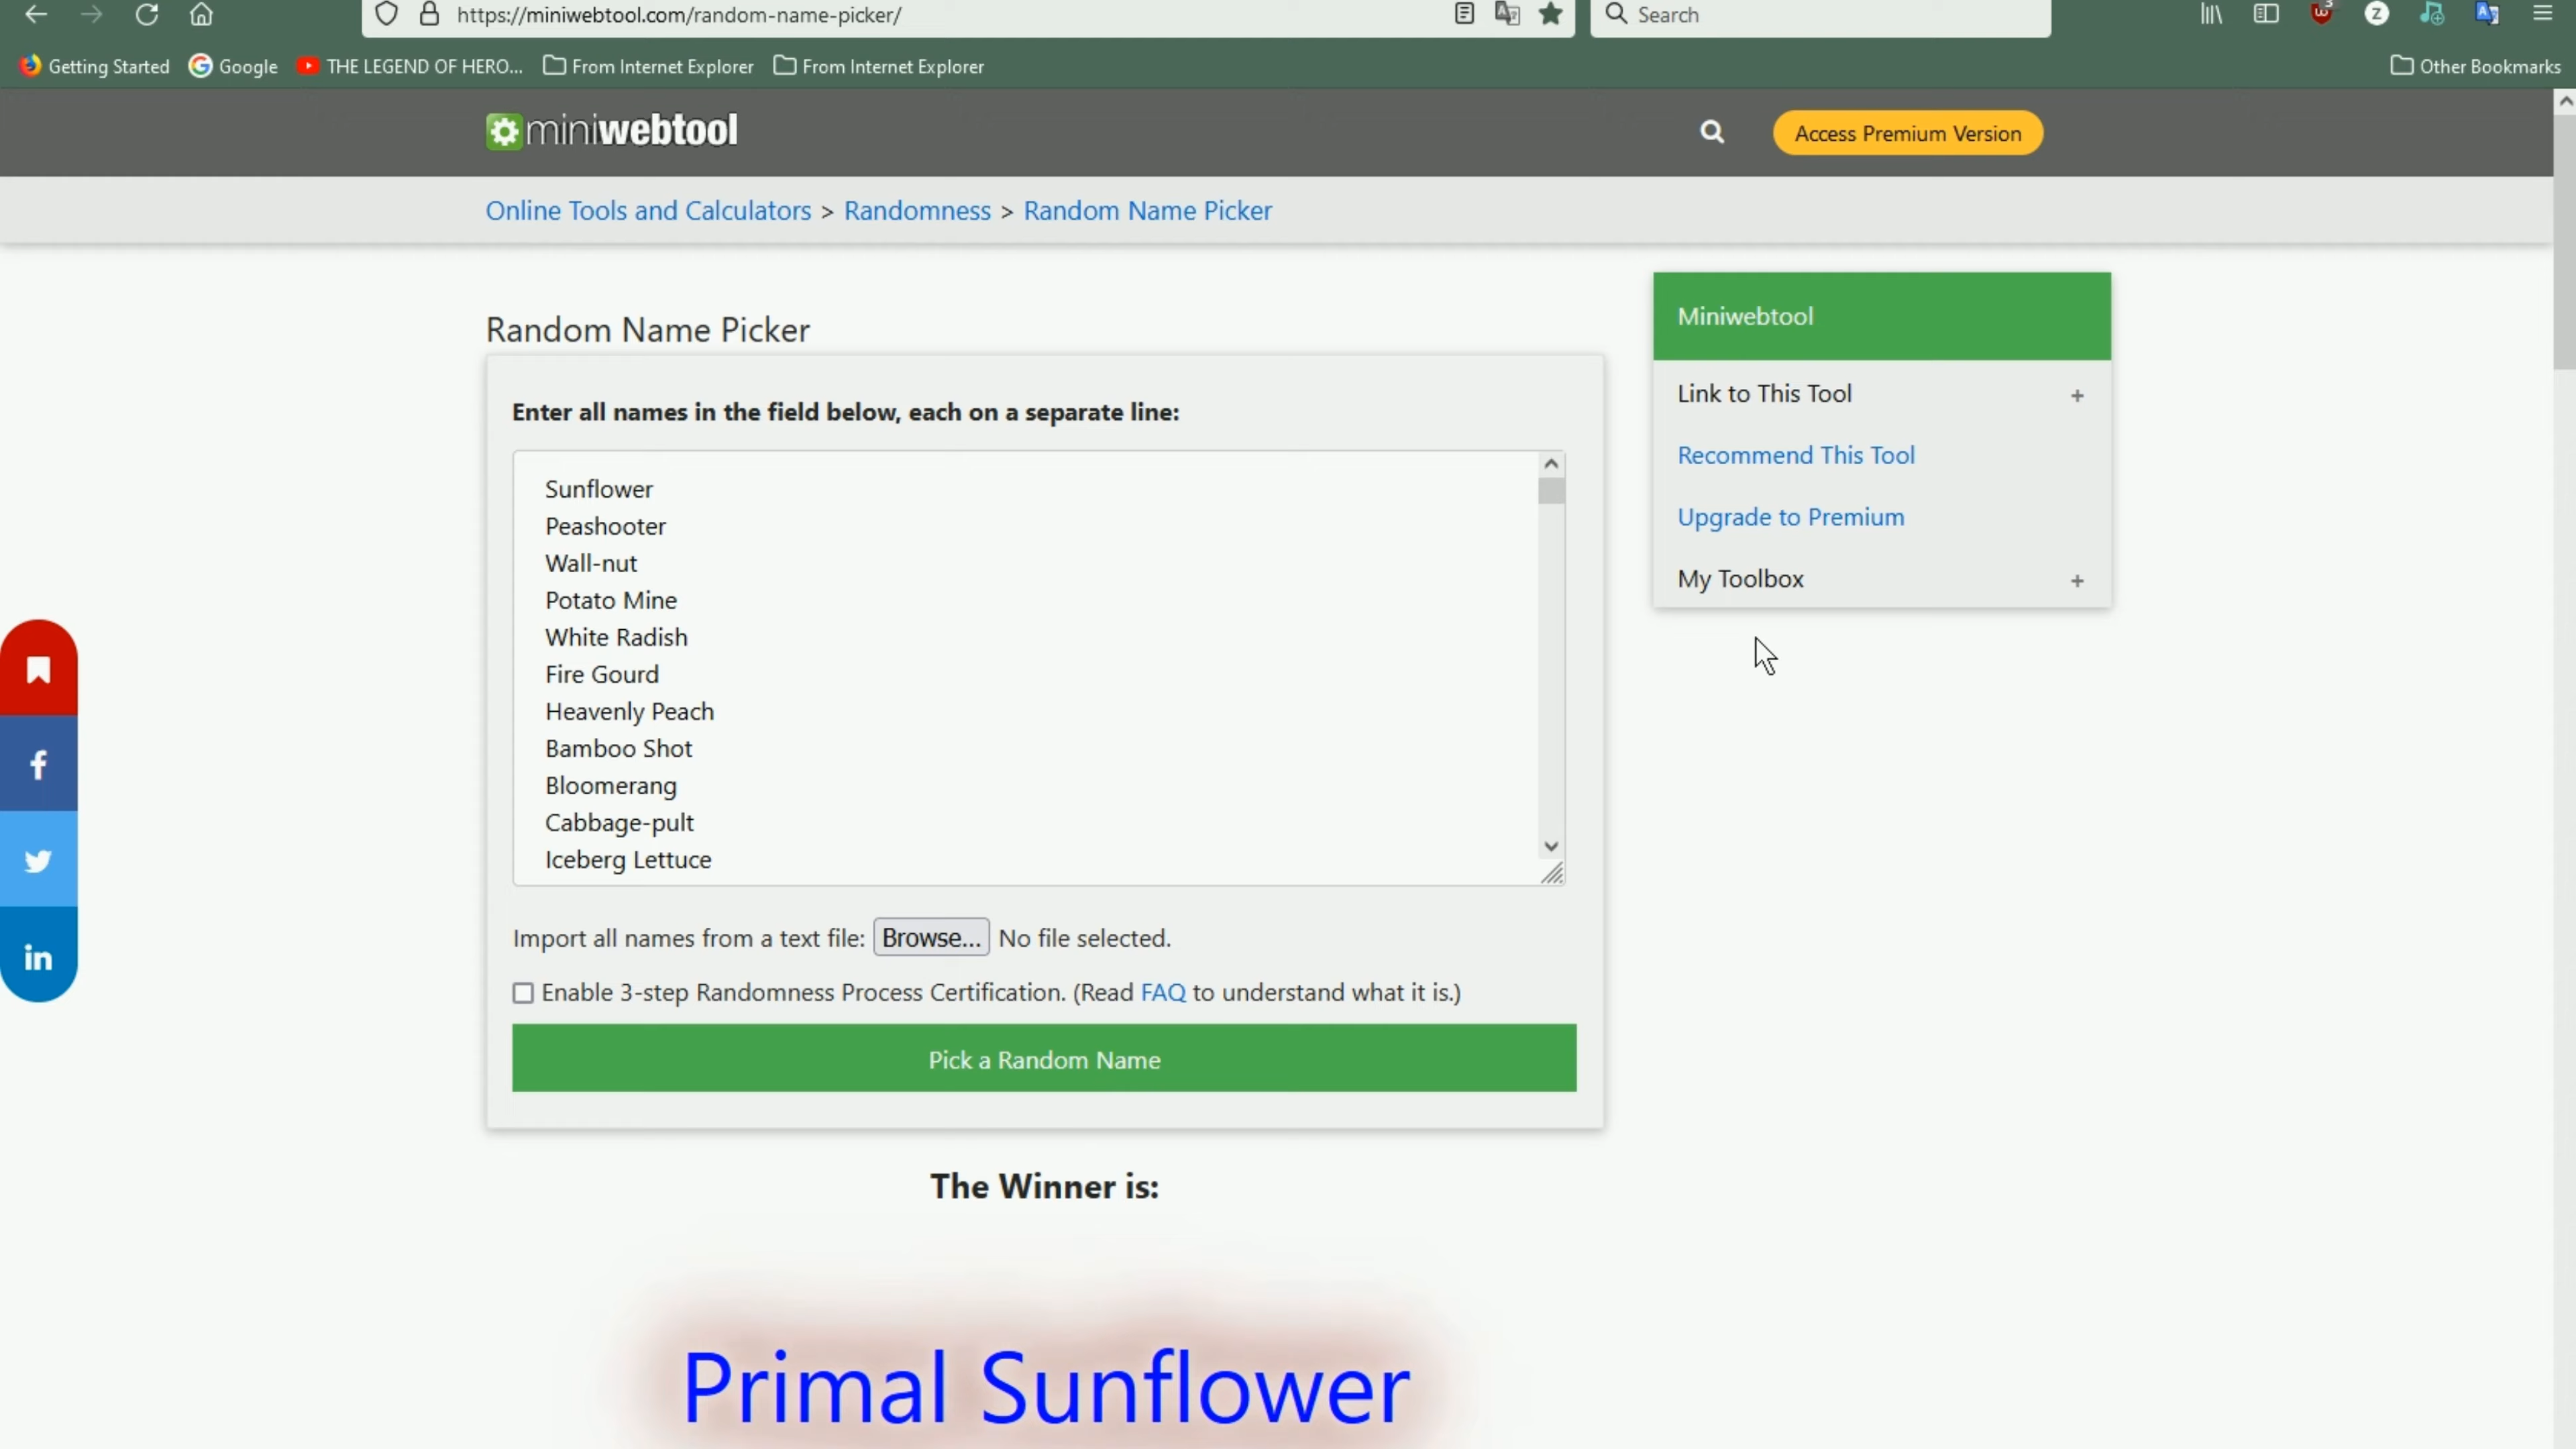 https://miniwebtool.com/random-name-picker/
Search
3
Z
Getting Started
Google
THE LEGEND OF HERO...
From Internet Explorer
From Internet Explorer
Other Bookmarks
miniwebtool
Access Premium Version
Online Tools and Calculators > Randomness > Random Name Picker
Random Name Picker
Enter all names in the field below, each on a separate line:
Sunflower
Peashooter
Wall-nut
Potato Mine
White Radish
Fire Gourd
Heavenly Peach
Bamboo Shot
Bloomerang
Cabbage-pult
Iceberg Lettuce
Import all names from a text file: Browse... No file selected.
Enable 3-step Randomness Process Certification. (Read FAQ to understand what it is.)
Pick a Random Name
The Winner is:
Primal Sunflower
Miniwebtool
Link to This Tool +
Recommend This Tool
Upgrade to Premium
My Toolbox +
f
in